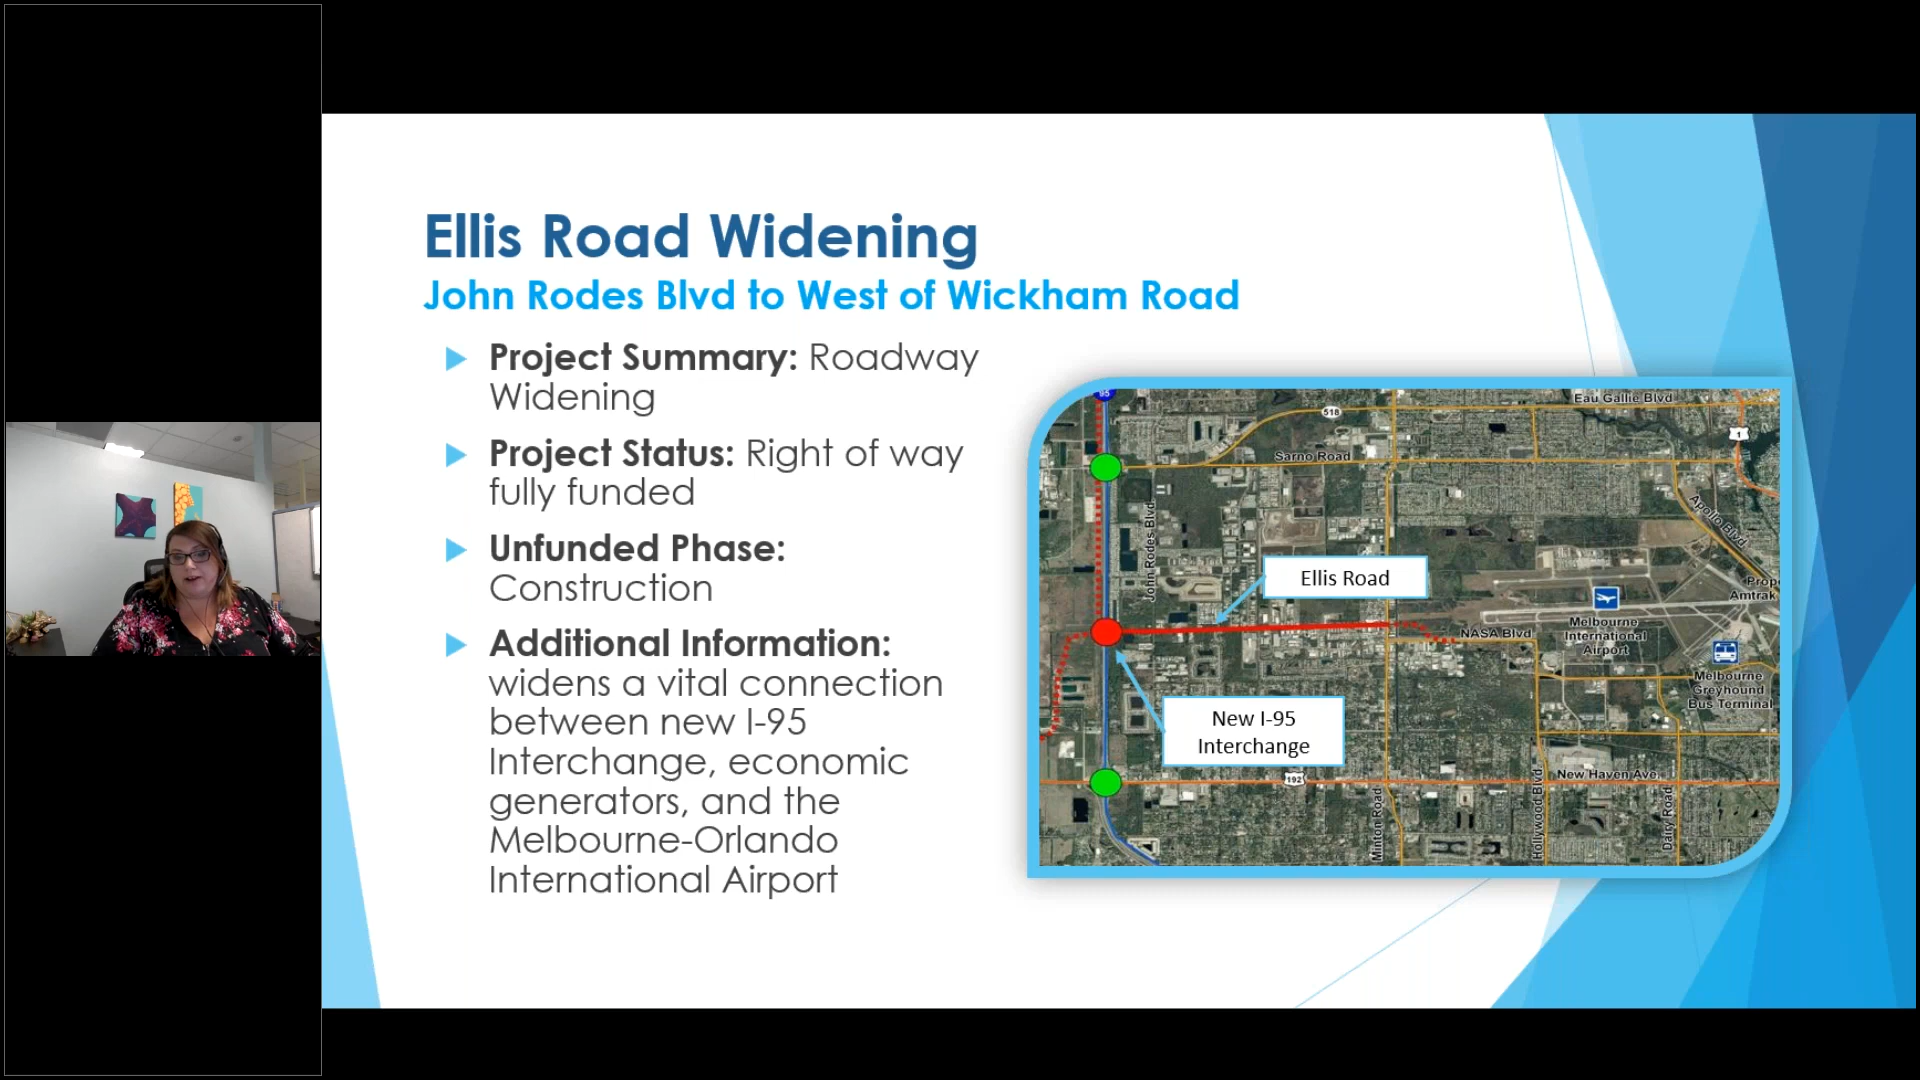 Ellis Road Widening
John Rodes Blvd to West of Wickham Road
Project Summary: Roadway
Widening
Project Status: Right of way
fully funded
Unfunded Phase:
Construction
Additional Information:
widens a vital connection
between new I-95
Interchange, economic
generators, and the
Melbourne-Orlando
International Airport
95
518
Eau Gallie Blvd
1
Sarno Road
Apollo Blvd
John Rodes Blvd
Ellis Road
Prop
Amtrak
NASA Blvd
Melbourne
International
Airport
Melbourne
Greyhound
Bus Terminal
New I-95
Interchange
192
New Haven Ave
Minton Road
Hollywood Blvd
Dairy Road